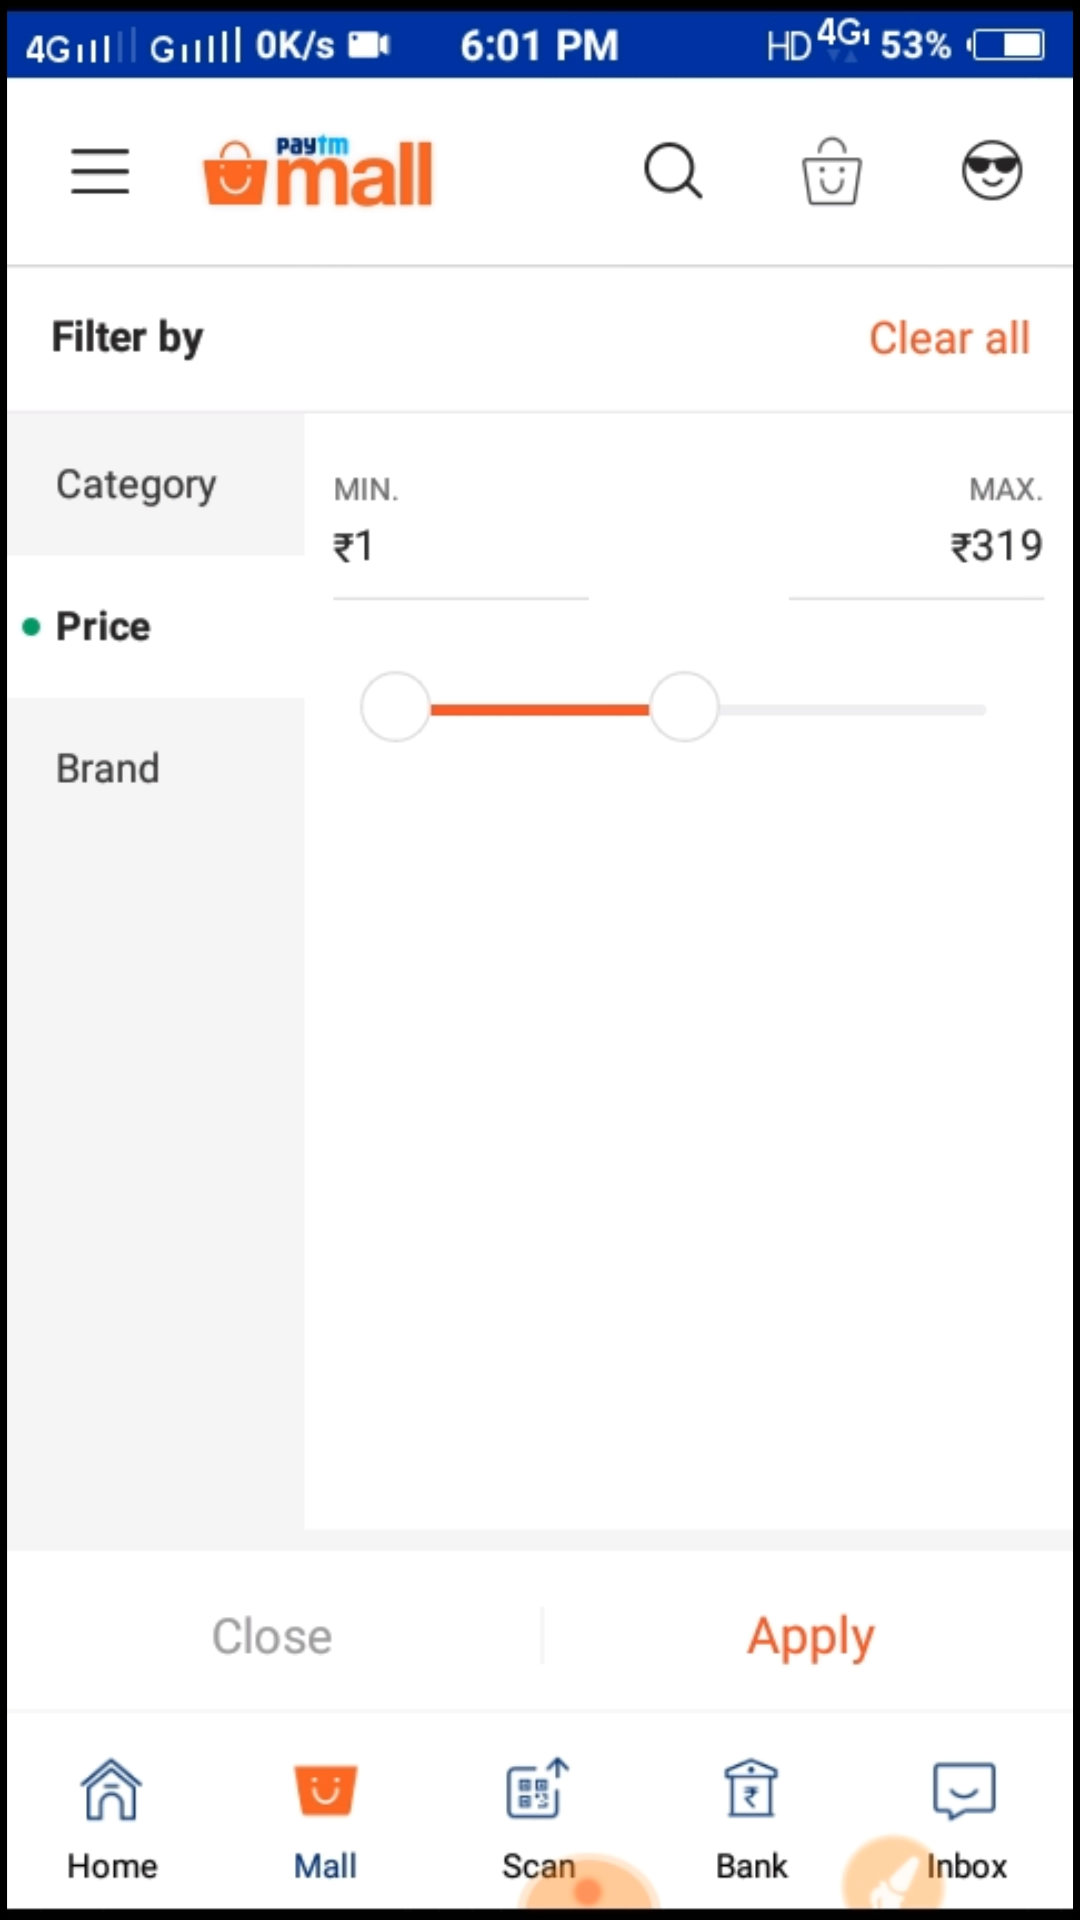 4G G 0K/s 6:01 PM HD 4G1 53%
paytm
mall
Filter by Clear all
Category
MIN. MAX.
₹1 ₹319
Price
Brand
Close Apply
Home Mall Scan Bank Inbox